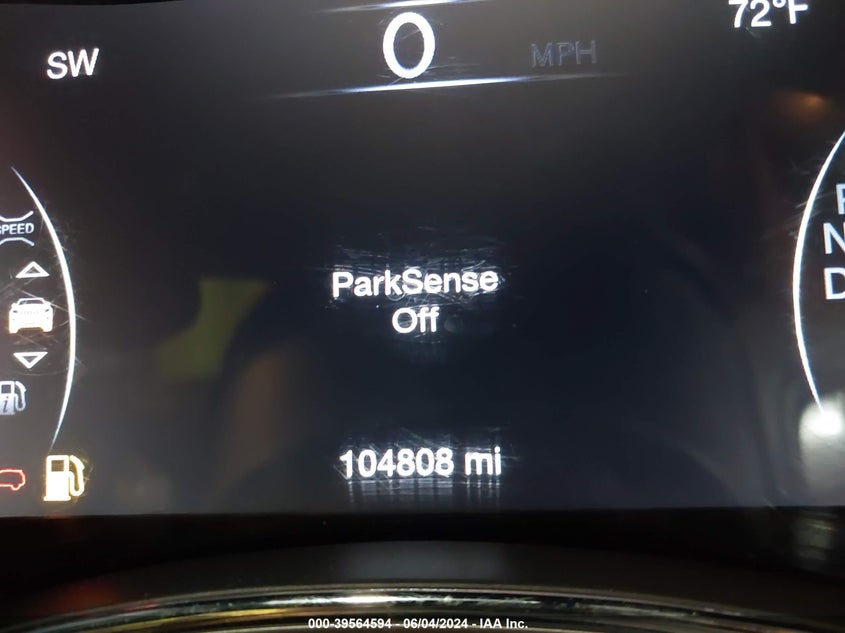 SW 0 MPH 72°F
SPEED
N
D
ParkSense
Off
104808 mi
000-39564594 - 06/04/2024 - IAA Inc.